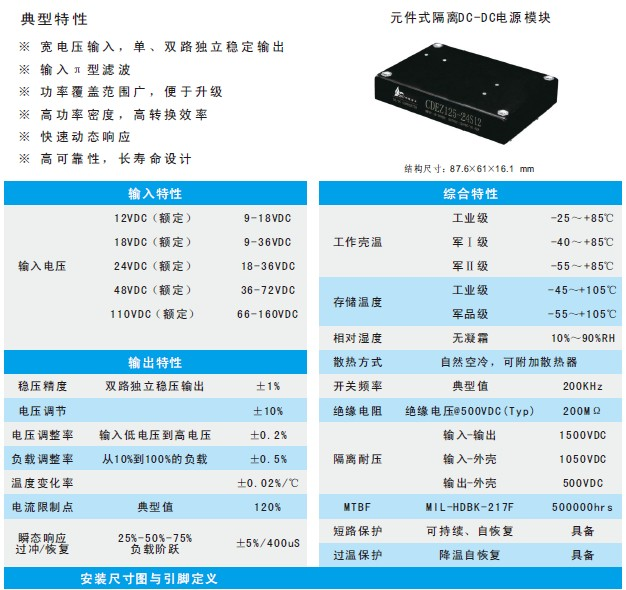 典型特性
※ 宽电压输入，单、双路独立稳定输出
※ 输入π型滤波
※ 功率覆盖范围广，便于升级
※ 高功率密度，高转换效率
※ 快速动态响应
※ 高可靠性，长寿命设计
元件式隔离DC-DC电源模块
CDEZ125-24S12
结构尺寸：87.6×61×16.1 mm
输入特性
输入电压
12VDC（额定） 9-18VDC
18VDC（额定） 9-36VDC
24VDC（额定） 18-36VDC
48VDC（额定） 36-72VDC
110VDC（额定） 66-160VDC
输出特性
稳压精度 双路独立稳压输出 ±1%
电压调节 ±10%
电压调整率 输入低电压到高电压 ±0.2%
负载调整率 从10%到100%的负载 ±0.5%
温度变化率 ±0.02%/℃
电流限制点 典型值 120%
瞬态响应
过冲/恢复
25%-50%-75%
负载阶跃
±5%/400uS
综合特性
工作壳温
工业级 -25～+85℃
军Ⅰ级 -40～+85℃
军Ⅱ级 -55～+85℃
存储温度
工业级 -45～+105℃
军品级 -55～+105℃
相对湿度 无凝霜 10%～90%RH
散热方式 自然空冷，可附加散热器
开关频率 典型值 200KHz
绝缘电阻 绝缘电压@500VDC(Typ) 200MΩ
隔离耐压
输入-输出 1500VDC
输入-外壳 1050VDC
输出-外壳 500VDC
MTBF MIL-HDBK-217F 500000hrs
短路保护 可持续、自恢复 具备
过温保护 降温自恢复 具备
安装尺寸图与引脚定义